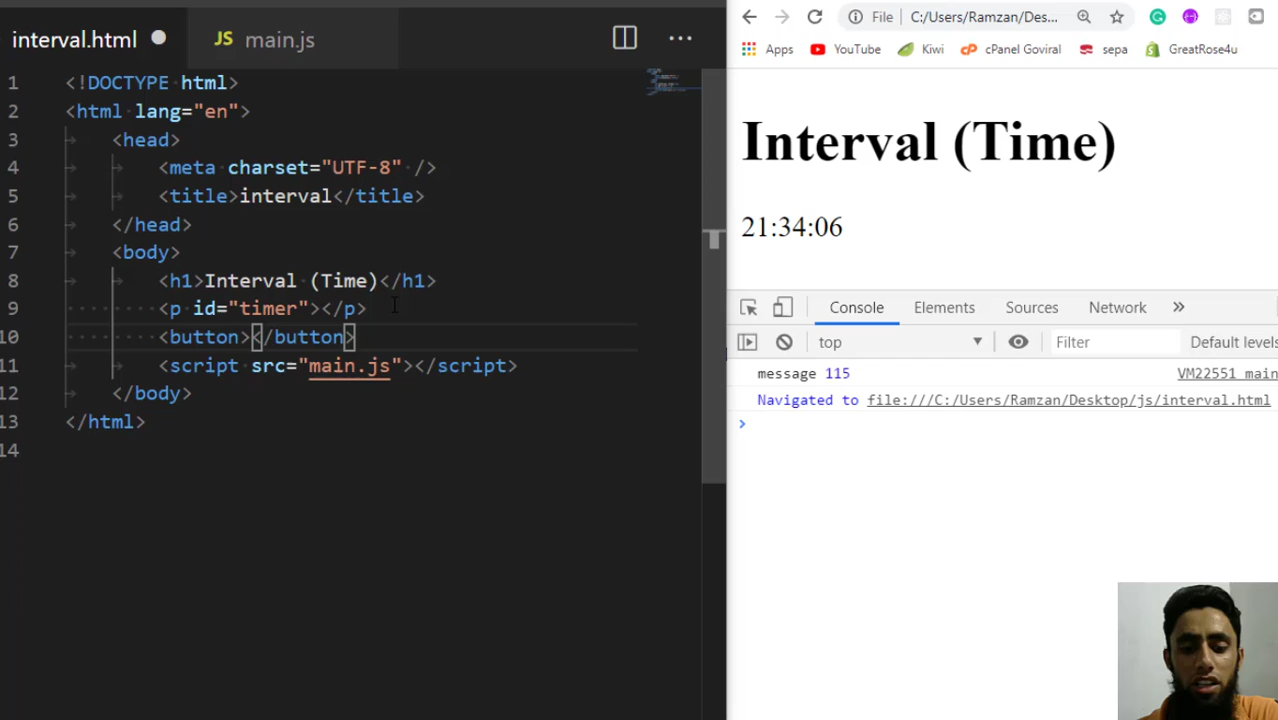 interval.html
JS main.js
1 <!DOCTYPE html>
2 <html lang="en">
3 <head>
4 <meta charset="UTF-8" />
5 <title>interval</title>
6 </head>
7 <body>
8 <h1>Interval (Time)</h1>
9 <p id="timer"></p>
10 <button></button>
11 <script src="main.js"></script>
12 </body>
13 </html>
14
File C:/Users/Ramzan/Des...
Apps YouTube Kiwi cPanel Goviral sepa GreatRose4u
Interval (Time)
21:34:06
Console Elements Sources Network
top Filter Default levels
message 115 VM22551 main
Navigated to file:///C:/Users/Ramzan/Desktop/js/interval.html